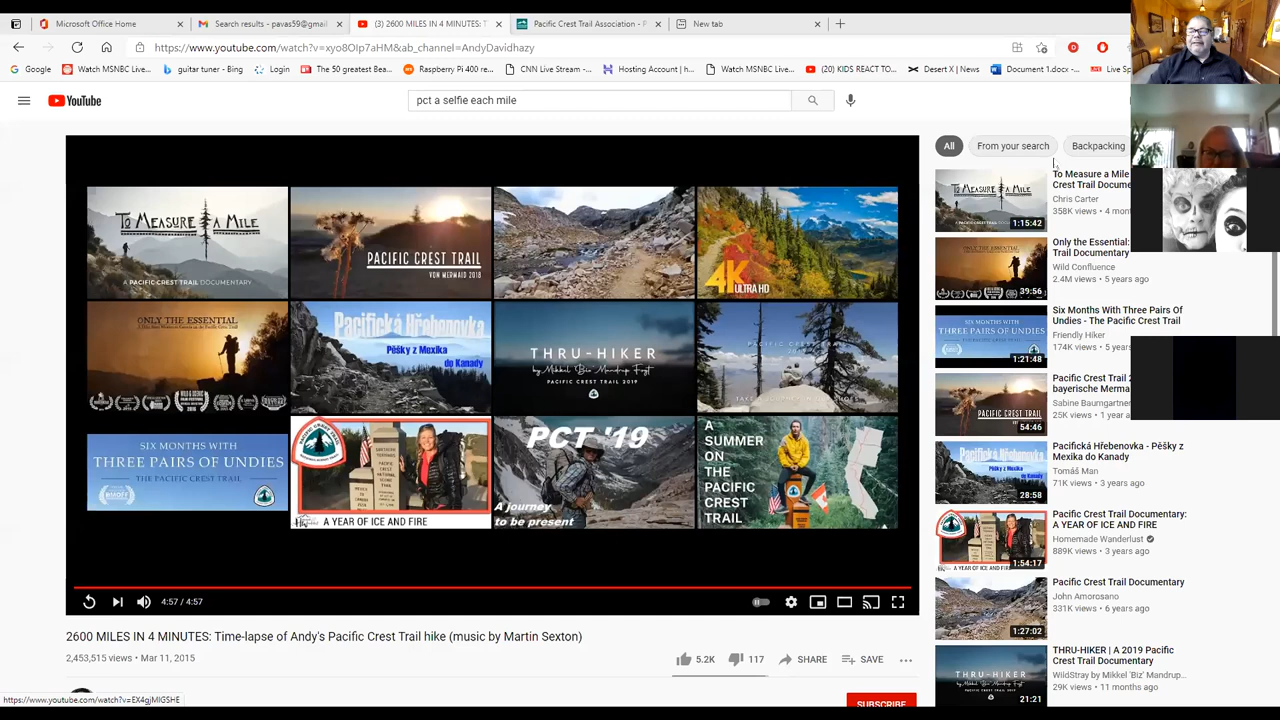 Microsoft Office Home
Search results - pavas59@gmail
(3) 2600 MILES IN 4 MINUTES: T
Pacific Crest Trail Association - P
New tab
https://www.youtube.com/watch?v=xyo8OIp7aHM&ab_channel=AndyDavidhazy
Google
Watch MSNBC Live...
guitar tuner - Bing
Login
The 50 greatest Bea...
Raspberry Pi 400 re...
CNN Live Stream -...
Hosting Account | h...
Watch MSNBC Live...
(20) KIDS REACT TO...
Desert X | News
Document 1.docx -...
Live Sp
YouTube
pct a selfie each mile
All
From your search
Backpacking
TO MEASURE A MILE
A PACIFIC CREST TRAIL DOCUMENTARY
PACIFIC CREST TRAIL
VON MERMAID 2018
4K ULTRA HD
ONLY THE ESSENTIAL
Pacifická Hřebenovka
Pěšky z Mexika
do Kanady
THRU-HIKER
by Mikkel 'Biz' Mandrup Fogt
PACIFIC CREST TRAIL 2019
PACIFIC CREST TRAIL
SIX MONTHS WITH
THREE PAIRS OF UNDIES
THE PACIFIC CREST TRAIL
A YEAR OF ICE AND FIRE
PCT '19
A journey
to be present
A
SUMMER
ON
THE
PACIFIC
CREST
TRAIL
4:57 / 4:57
2600 MILES IN 4 MINUTES: Time-lapse of Andy's Pacific Crest Trail hike (music by Martin Sexton)
2,453,515 views • Mar 11, 2015
5.2K
117
SHARE
SAVE
SUBSCRIBE
https://www.youtube.com/watch?v=EX4gjMlGSHE
To Measure a Mile
Crest Trail Docume
Chris Carter
358K views • 4 mont
1:15:42
Only the Essential:
Trail Documentary
Wild Confluence
2.4M views • 5 years ago
39:56
Six Months With Three Pairs Of
Undies - The Pacific Crest Trail
Friendly Hiker
174K views • 5 years
1:21:48
Pacific Crest Trail 2
bayerische Merma
Sabine Baumgartner
25K views • 1 year a
54:46
Pacifická Hřebenovka - Pěšky z
Mexika do Kanady
Tomáš Man
71K views • 3 years ago
28:58
Pacific Crest Trail Documentary:
A YEAR OF ICE AND FIRE
Homemade Wanderlust
889K views • 3 years ago
1:54:17
Pacific Crest Trail Documentary
John Amorosano
331K views • 6 years ago
1:27:02
THRU-HIKER | A 2019 Pacific
Crest Trail Documentary
WildStray by Mikkel 'Biz' Mandrup...
29K views • 11 months ago
21:21